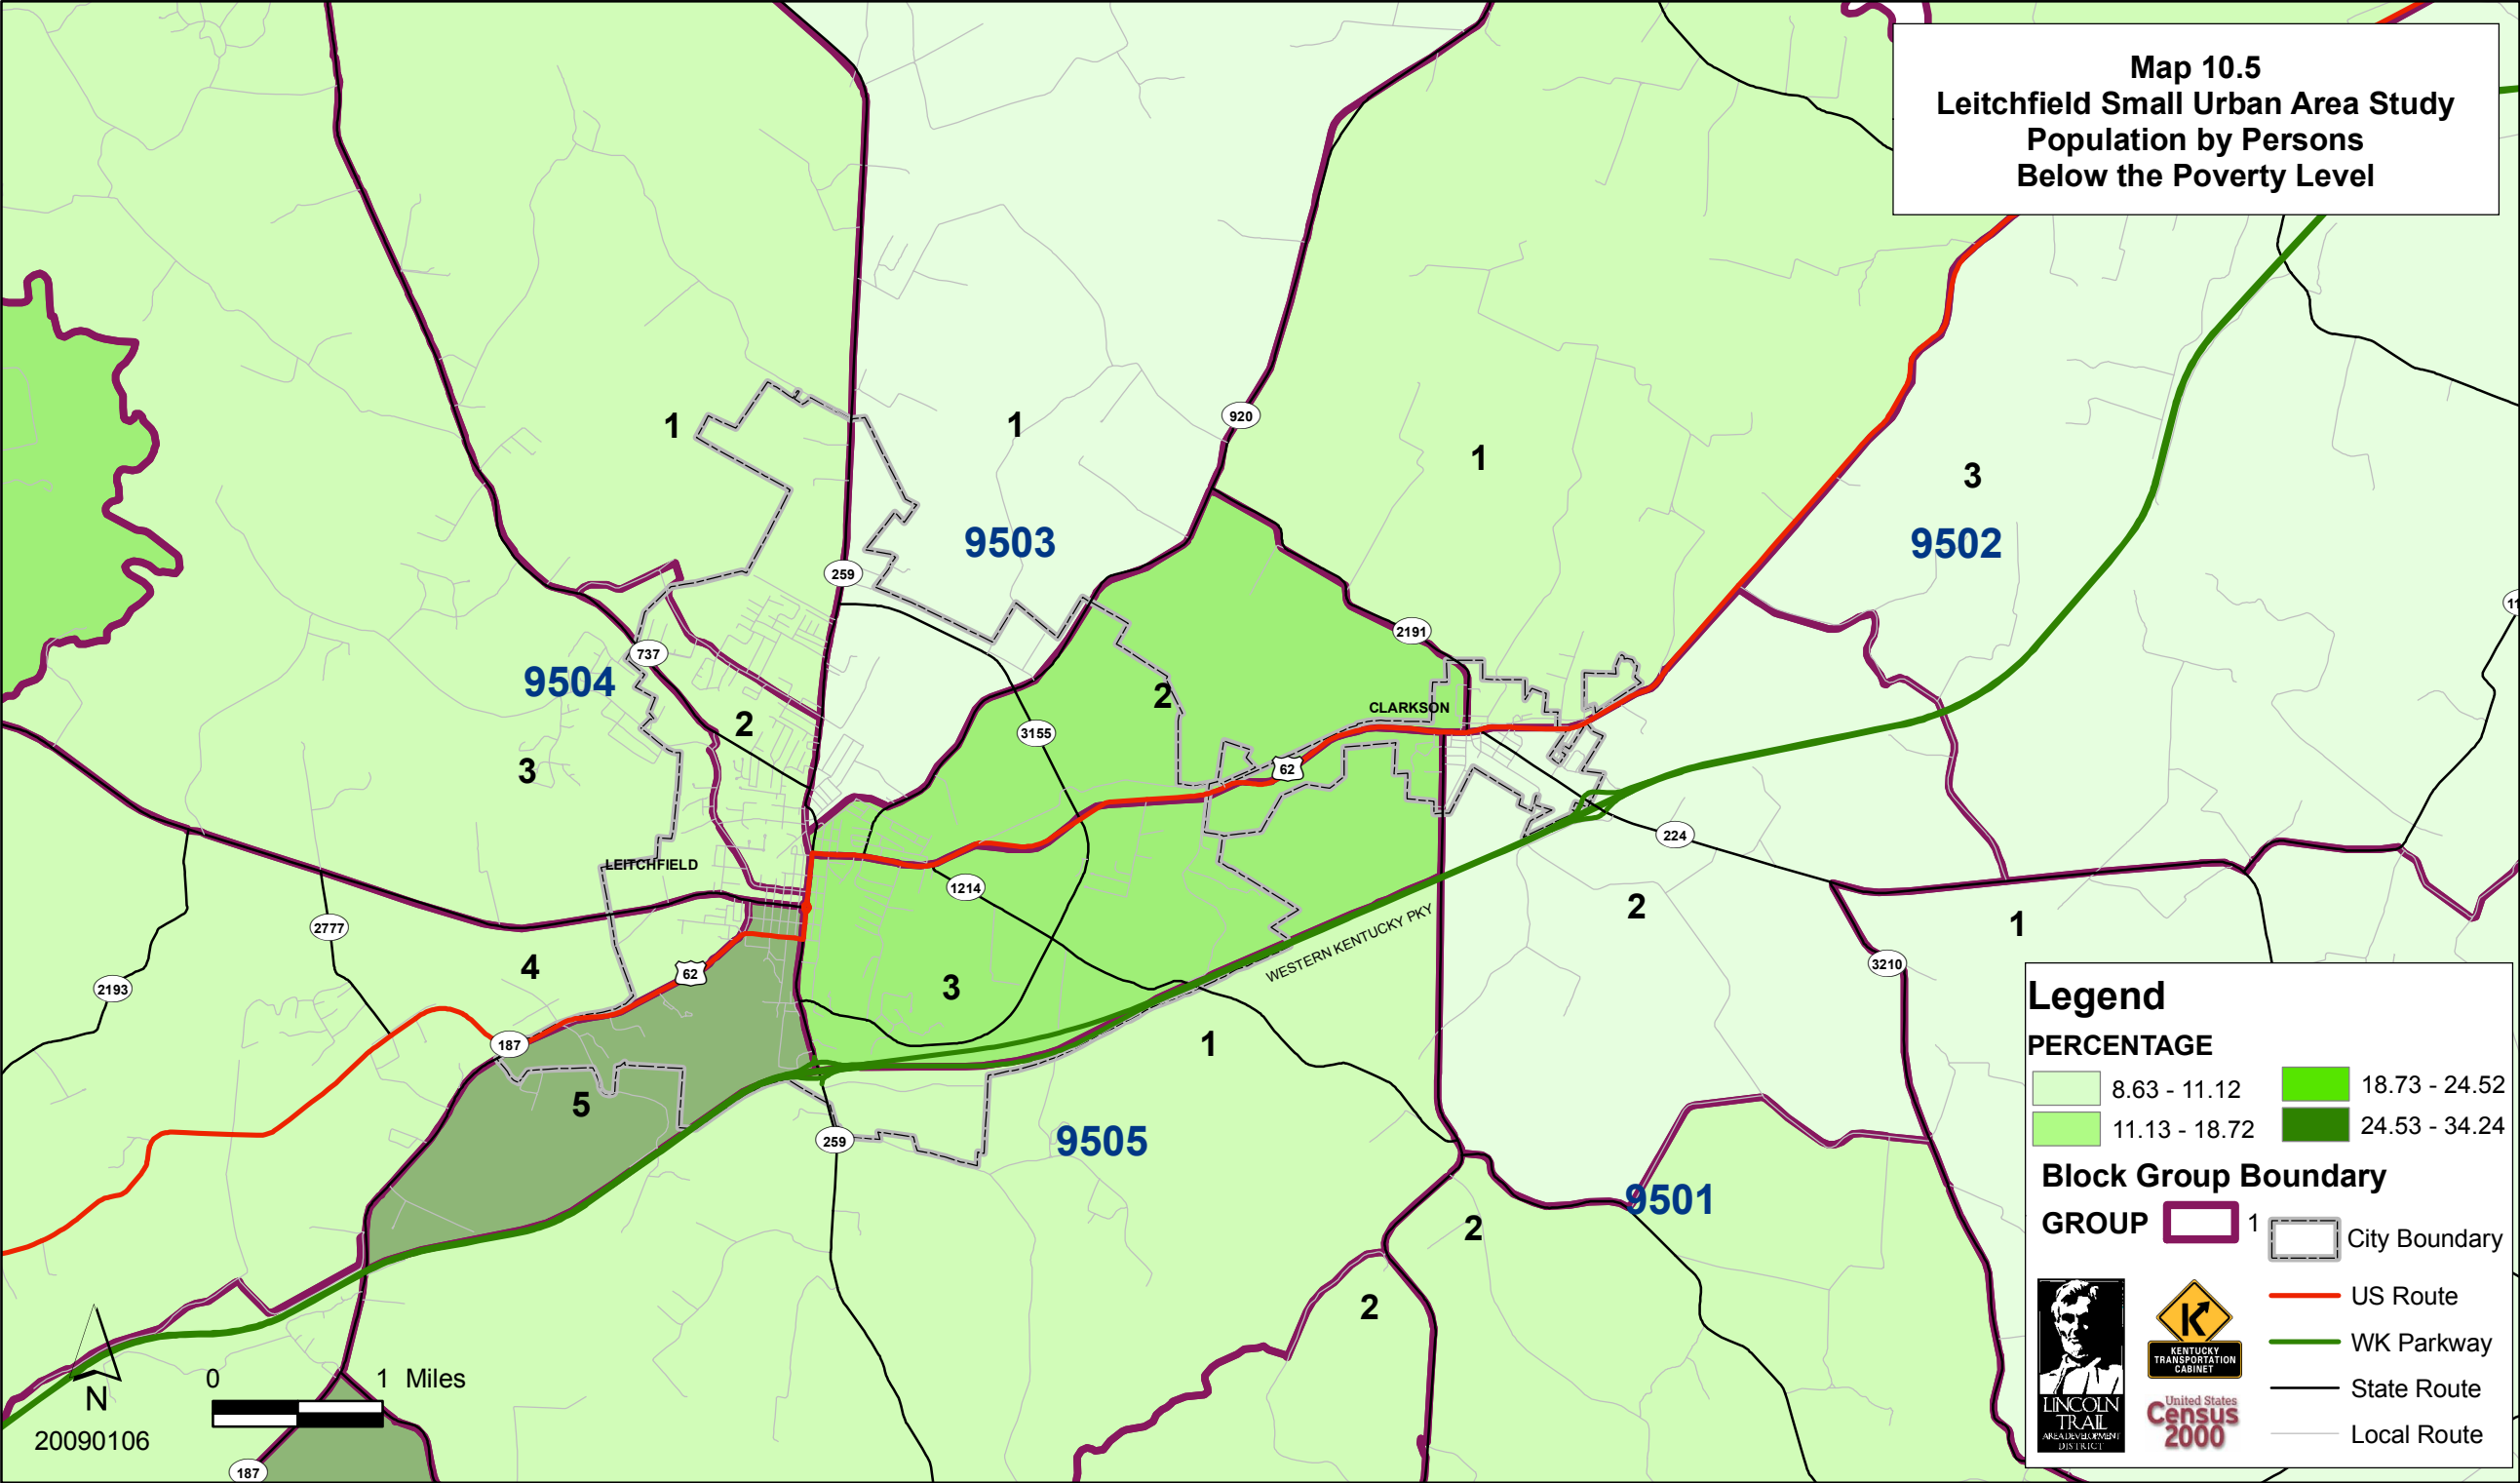 Map 10.5
Leitchfield Small Urban Area Study
Population by Persons
Below the Poverty Level
1
1
920
1
3
9503
9502
259
2191
737
9504
2
CLARKSON
2
3155
3
62
224
LEITCHFIELD
1214
2
1
2777
WESTERN KENTUCKY PKY
4
62
3210
2193
3
187
1
5
259
9505
9501
2
2
187
0 1 Miles
N
20090106
Legend
PERCENTAGE
8.63 - 11.12
18.73 - 24.52
11.13 - 18.72
24.53 - 34.24
Block Group Boundary
GROUP
1
City Boundary
US Route
WK Parkway
State Route
Local Route
LINCOLN
TRAIL
AREA DEVELOPMENT
DISTRICT
K
KENTUCKY
TRANSPORTATION
CABINET
United States
Census
2000